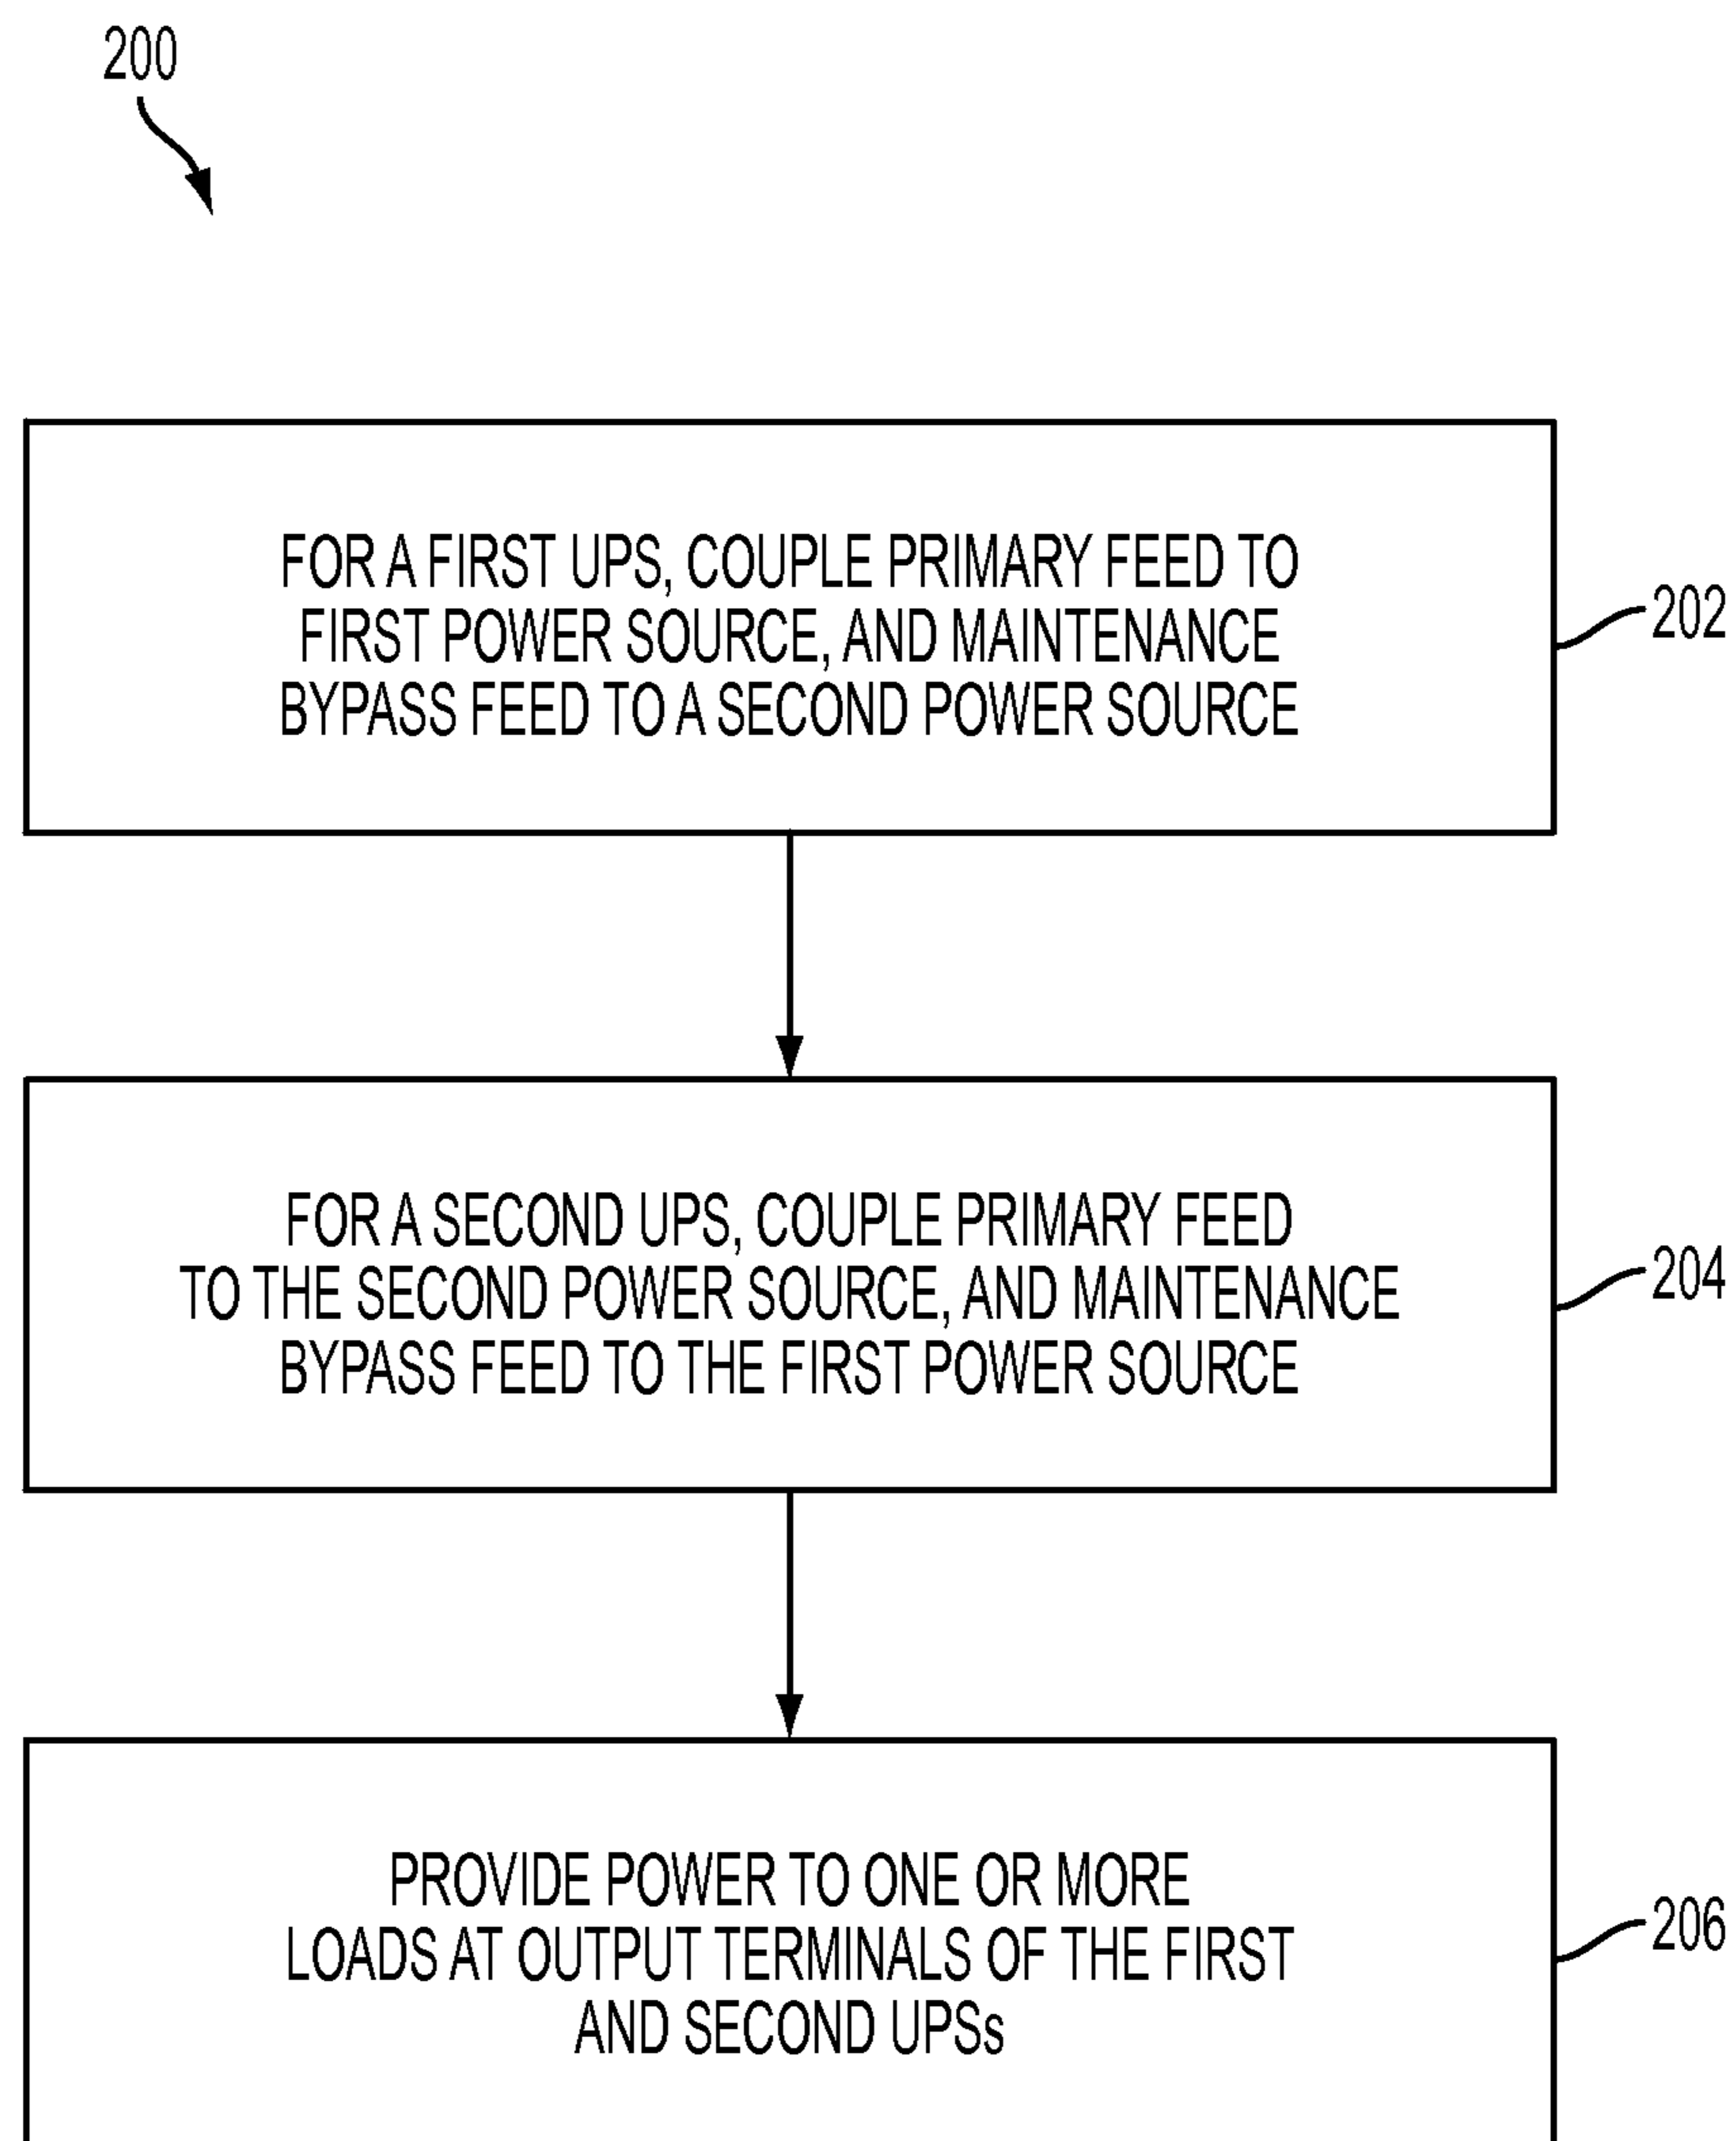 200
FOR A FIRST UPS, COUPLE PRIMARY FEED TO
FIRST POWER SOURCE, AND MAINTENANCE
BYPASS FEED TO A SECOND POWER SOURCE
202
FOR A SECOND UPS, COUPLE PRIMARY FEED
TO THE SECOND POWER SOURCE, AND MAINTENANCE
BYPASS FEED TO THE FIRST POWER SOURCE
204
PROVIDE POWER TO ONE OR MORE
LOADS AT OUTPUT TERMINALS OF THE FIRST
AND SECOND UPSs
206